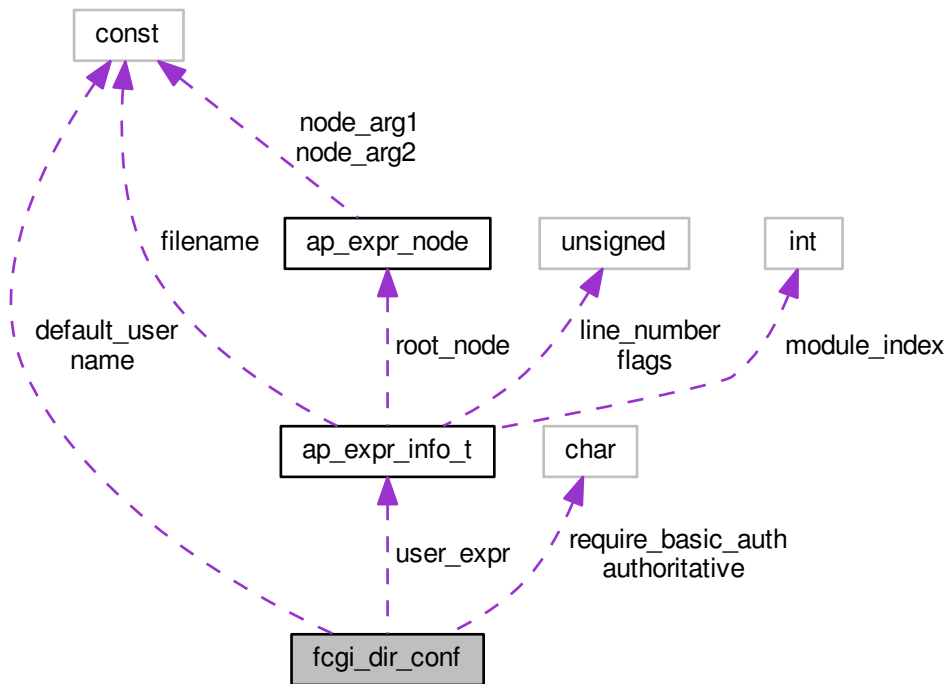 const
node_arg1
node_arg2
filename
ap_expr_node
unsigned
int
default_user
name
root_node
line_number
flags
module_index
ap_expr_info_t
char
user_expr
require_basic_auth
authoritative
fcgi_dir_conf